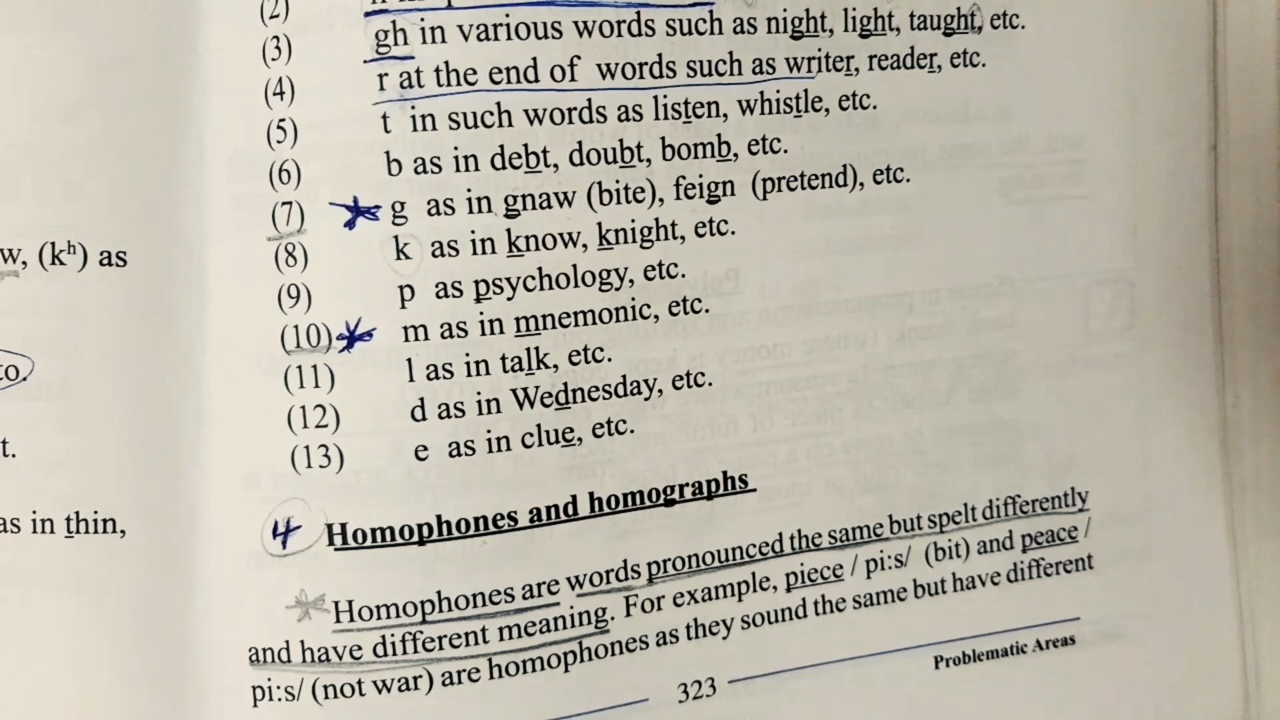 (2)
(3) gh in various words such as night, light, taught, etc.
(4) r at the end of words such as writer, reader, etc.
(5) t in such words as listen, whistle, etc.
(6) b as in debt, doubt, bomb, etc.
(7) g as in gnaw (bite), feign (pretend), etc.
(8) k as in know, knight, etc.
(9) p as psychology, etc.
(10) m as in mnemonic, etc.
(11) l as in talk, etc.
(12) d as in Wednesday, etc.
(13) e as in clue, etc.
4 Homophones and homographs
Homophones are words pronounced the same but spelt differently
and have different meaning. For example, piece / pi:s/ (bit) and peace /
pi:s/ (not war) are homophones as they sound the same but have different
323
Problematic Areas
w, (kʰ) as
to.
t.
as in thin,